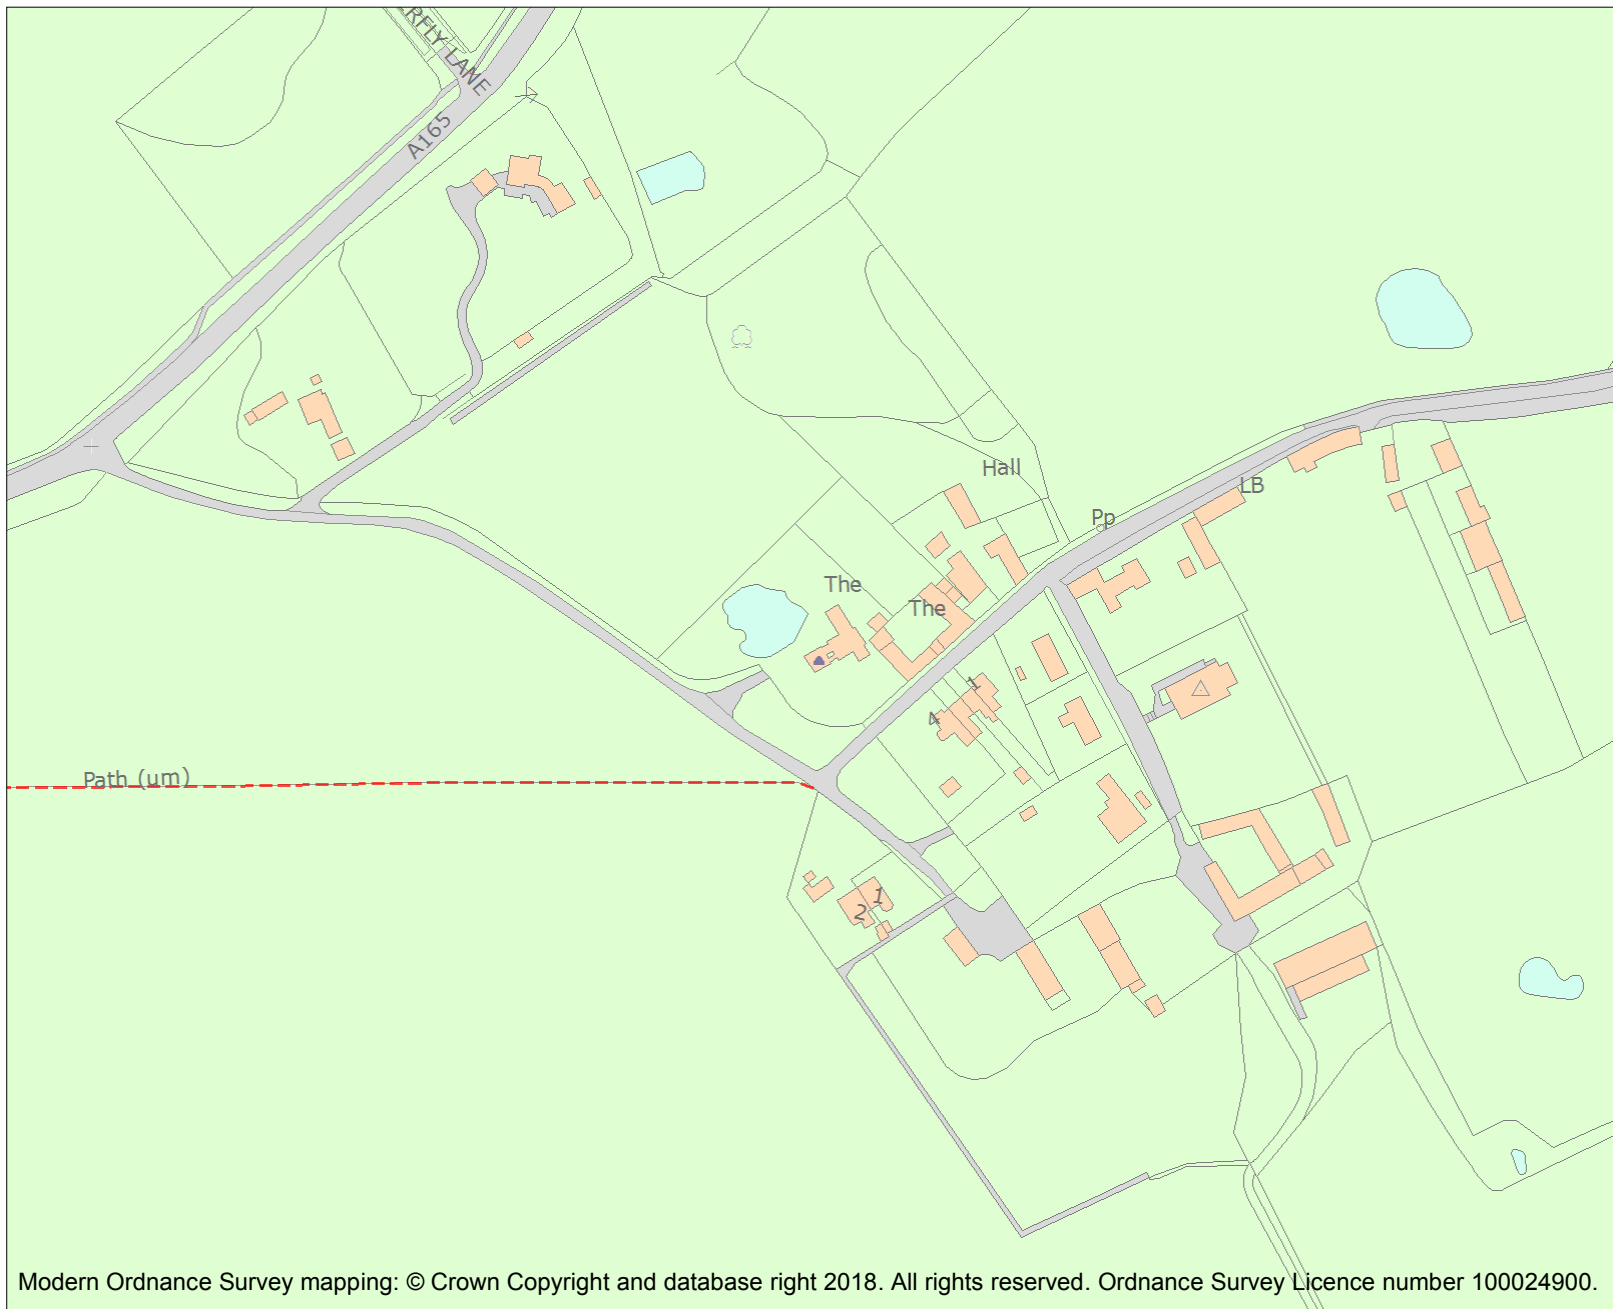 ERFLY LANE
A165
Hall
LB
Pp
The
The
1
4
Path (um)
1
2
Modern Ordnance Survey mapping: © Crown Copyright and database right 2018. All rights reserved. Ordnance Survey Licence number 100024900.